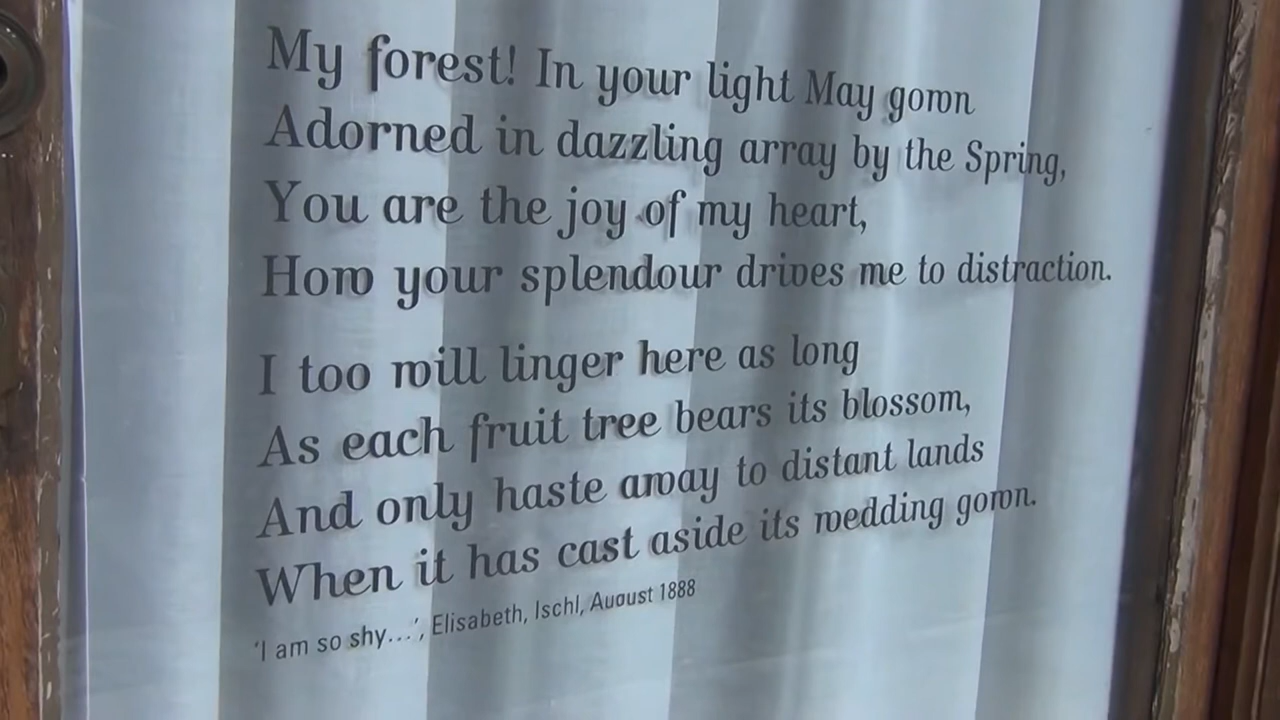 My forest! In your light May gown
Adorned in dazzling array by the Spring,
You are the joy of my heart,
How your splendour drives me to distraction.
I too will linger here as long
As each fruit tree bears its blossom,
And only haste away to distant lands
When it has cast aside its wedding gown.
'I am so shy...', Elisabeth, Ischl, August 1888